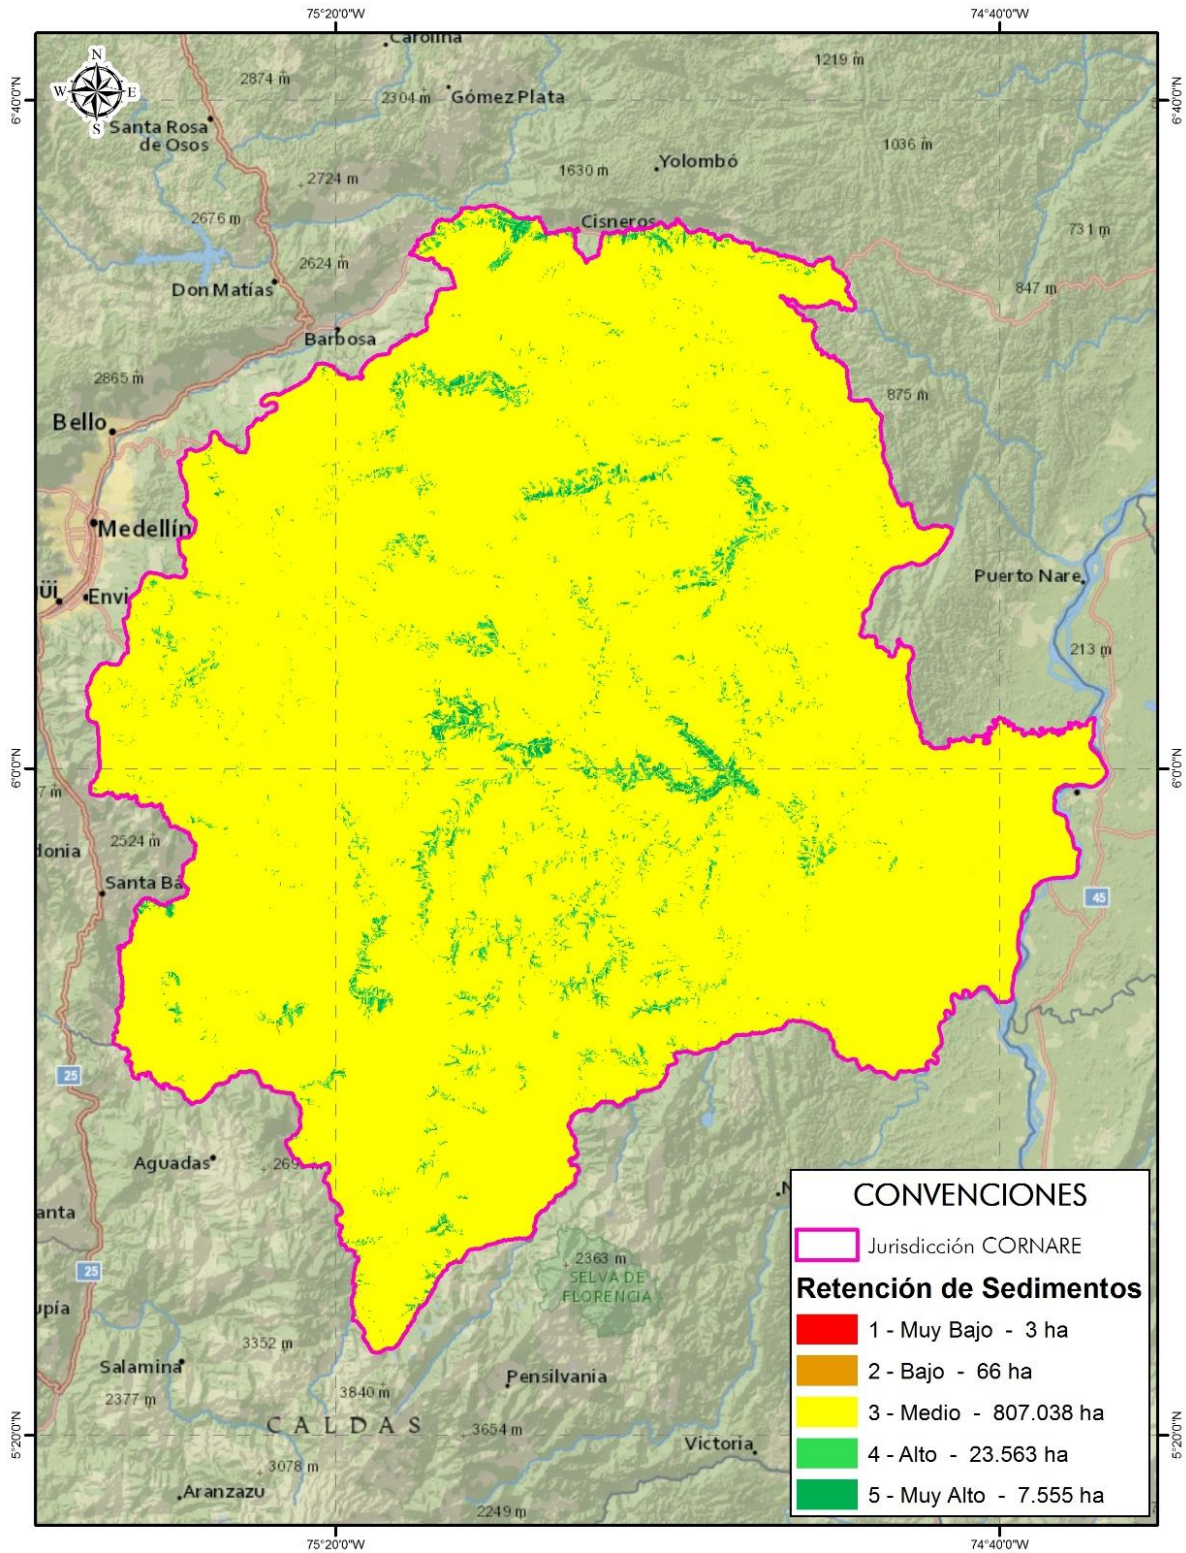 75°20'0"W
74°40'0"W
6°40'0"N
6°40'0"N
N
W
E
S
Carolina
2874 m
1219 m
2304 m
Gómez Plata
Santa Rosa
de Osos
1036 m
Yolombó
1630 m
2724 m
2676 m
Cisneros
731 m
2624 m
Don Matías
847 m
Barbosa
2865 m
875 m
Bello
Medellín
Puerto Nare
üí
Envi
213 m
6°0'0"N
6°0'0"N
7 m
2524 m
donia
Santa Bá
45
25
Aguadas
269
anta
N
2363 m
SELVA DE
FLORENCIA
25
upía
3352 m
Salamina
2377 m
3840 m
Pensilvania
CALDAS
3654 m
Victoria
3078 m
Aranzazu
2249 m
5°20'0"N
5°20'0"N
CONVENCIONES
Jurisdicción CORNARE
Retención de Sedimentos
1 - Muy Bajo - 3 ha
2 - Bajo - 66 ha
3 - Medio - 807.038 ha
4 - Alto - 23.563 ha
5 - Muy Alto - 7.555 ha
75°20'0"W
74°40'0"W